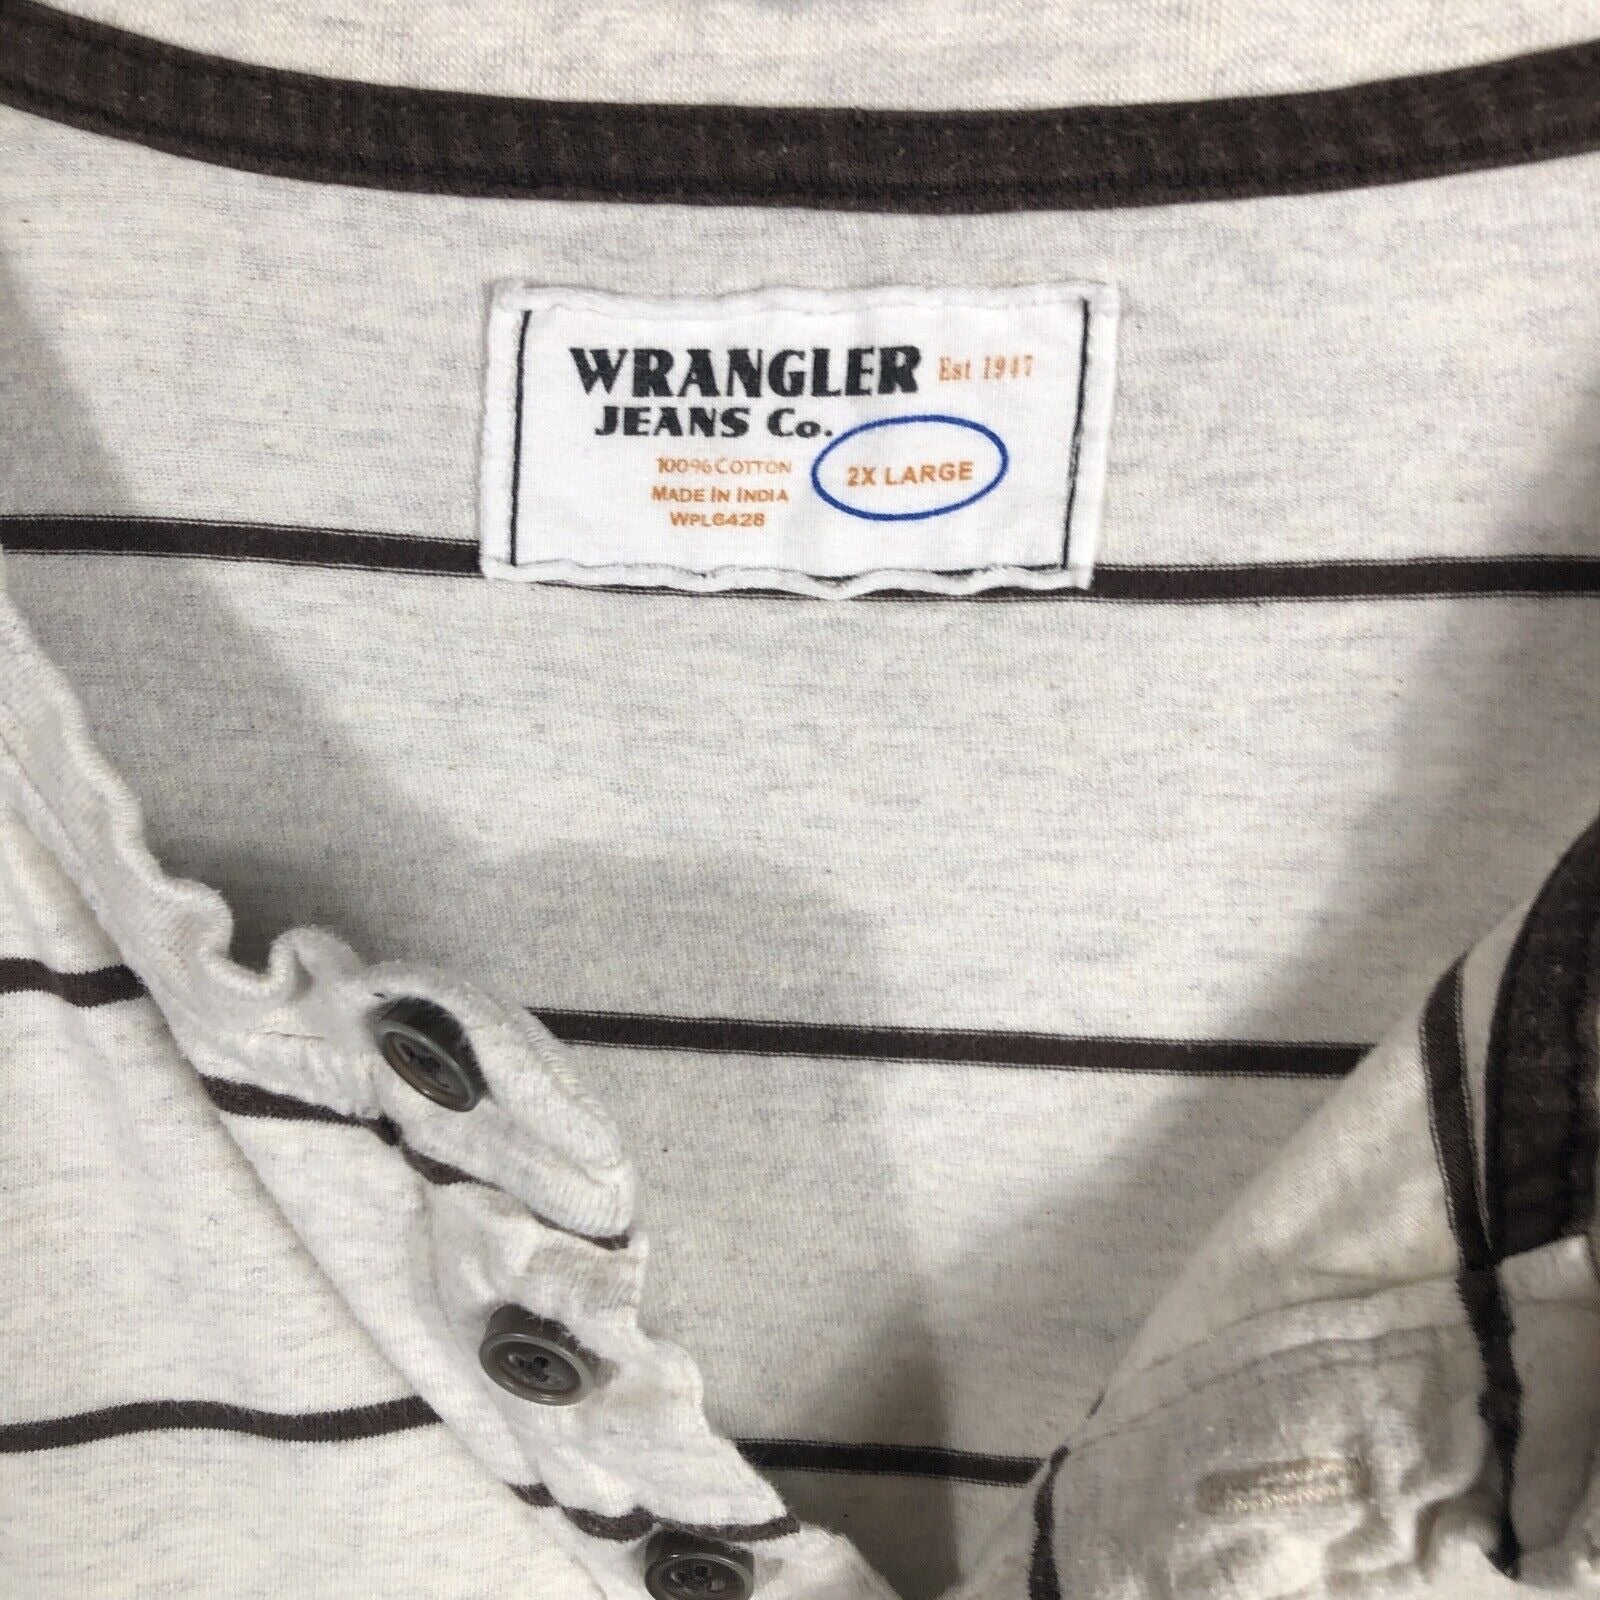 WRANGLER Est 1947
JEANS Co.
100% COTTON
MADE IN INDIA
WPL6428
2X LARGE